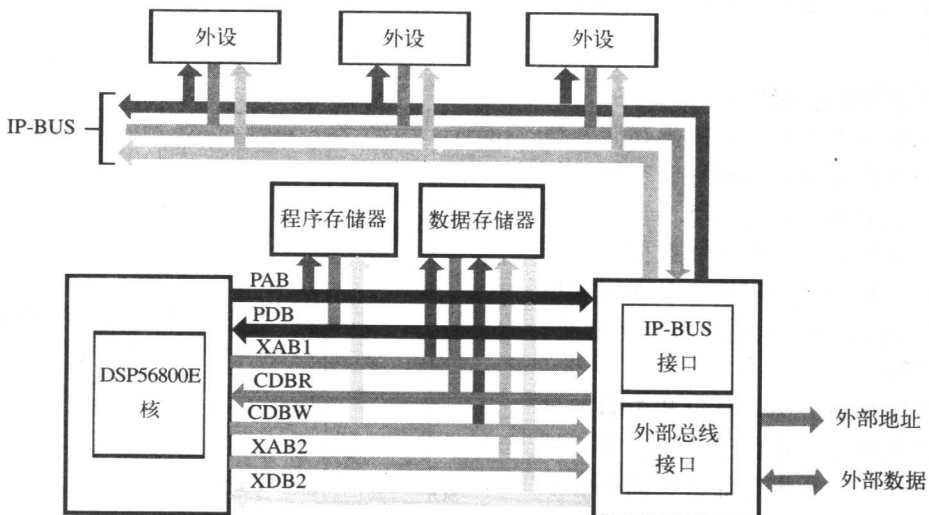 外设
外设
外设
IP-BUS
程序存储器
数据存储器
PAB
PDB
XAB1
CDBR
CDBW
XAB2
XDB2
DSP56800E
核
IP-BUS
接口
外部总线
接口
外部地址
外部数据